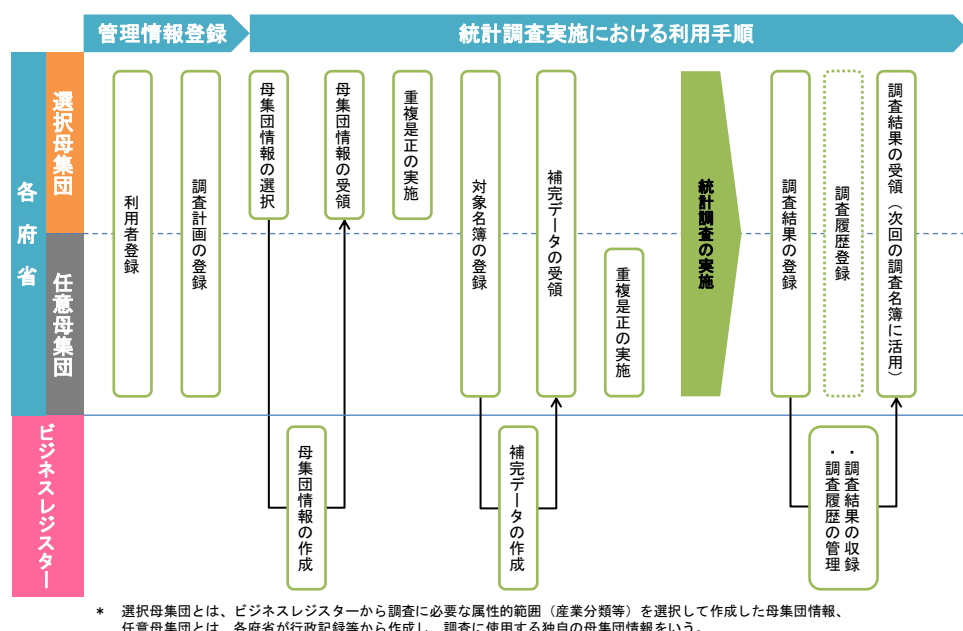 管理情報登録
統計調査実施における利用手順
各府省
選択母集団
任意母集団
ビジネスレジスター
利用者登録
調査計画の登録
母集団情報の選択
母集団情報の受領
重複是正の実施
対象名簿の登録
補完データの受領
重複是正の実施
統計調査の実施
調査結果の登録
調査履歴登録
調査結果の受領（次回の調査名簿に活用）
母集団情報の作成
補完データの作成
・調査結果の収録
・調査履歴の管理
* 選択母集団とは、ビジネスレジスターから調査に必要な属性的範囲（産業分類等）を選択して作成した母集団情報、
任意母集団とは、各府省が行政記録等から作成し、調査に使用する独自の母集団情報をいう。